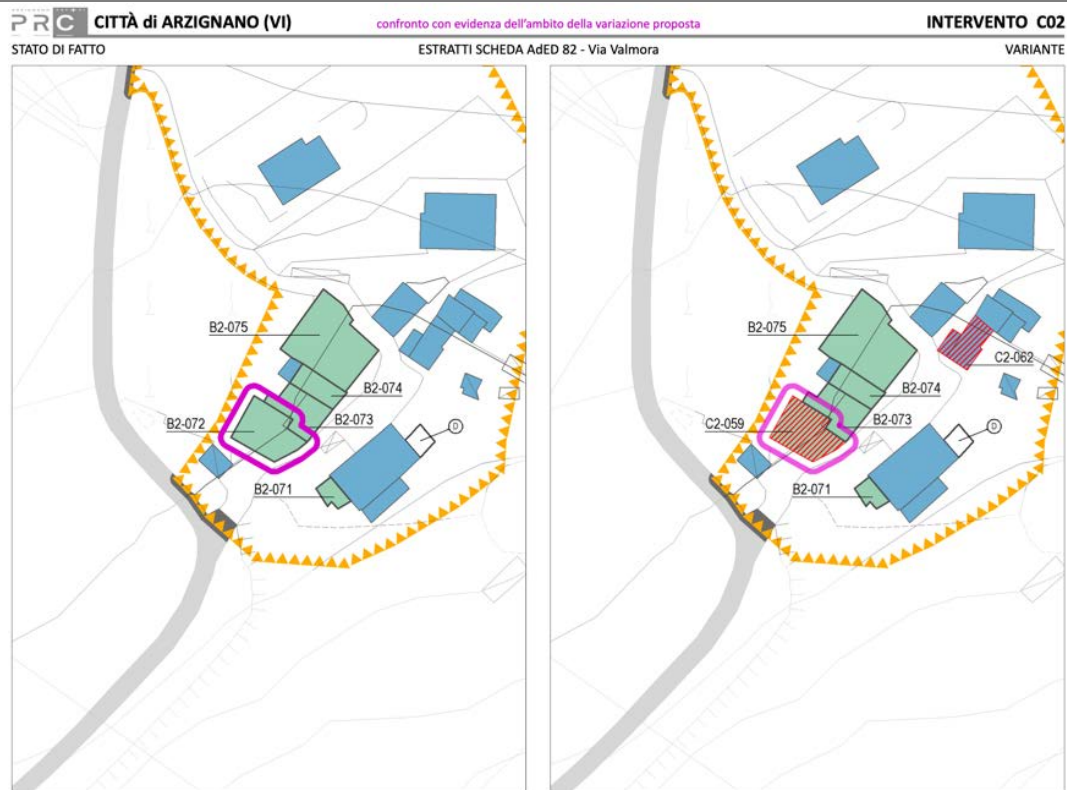 PRC CITTÀ di ARZIGNANO (VI) confronto con evidenza dell'ambito della variazione proposta INTERVENTO C02
STATO DI FATTO ESTRATTI SCHEDA AdED 82 - Via Valmora VARIANTE
B2-075
B2-074
B2-072
B2-073
D
B2-071
B2-075
C2-062
B2-074
C2-059
B2-073
D
B2-071